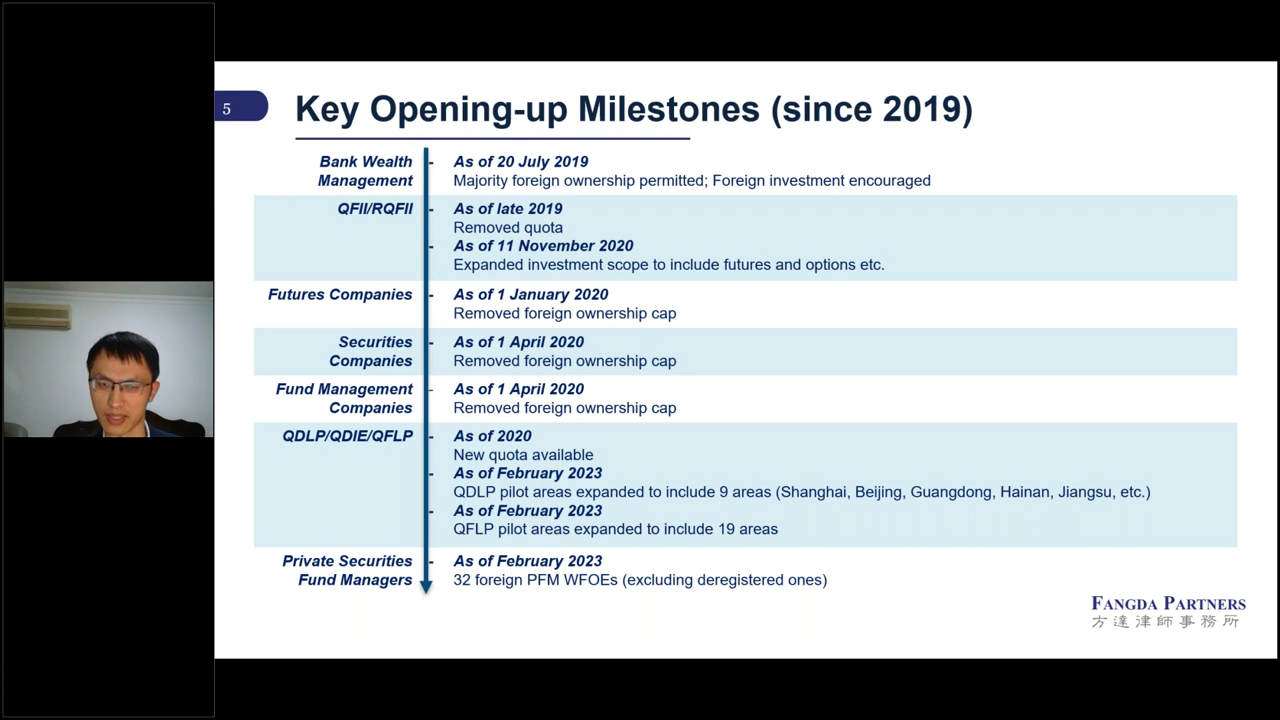 5
Key Opening-up Milestones (since 2019)
Bank Wealth Management
- As of 20 July 2019
Majority foreign ownership permitted; Foreign investment encouraged
QFII/RQFII
- As of late 2019
Removed quota
- As of 11 November 2020
Expanded investment scope to include futures and options etc.
Futures Companies
- As of 1 January 2020
Removed foreign ownership cap
Securities Companies
- As of 1 April 2020
Removed foreign ownership cap
Fund Management Companies
- As of 1 April 2020
Removed foreign ownership cap
QDLP/QDIE/QFLP
- As of 2020
New quota available
- As of February 2023
QDLP pilot areas expanded to include 9 areas (Shanghai, Beijing, Guangdong, Hainan, Jiangsu, etc.)
- As of February 2023
QFLP pilot areas expanded to include 19 areas
Private Securities Fund Managers
- As of February 2023
32 foreign PFM WFOEs (excluding deregistered ones)
FANGDA PARTNERS
方達律師事務所